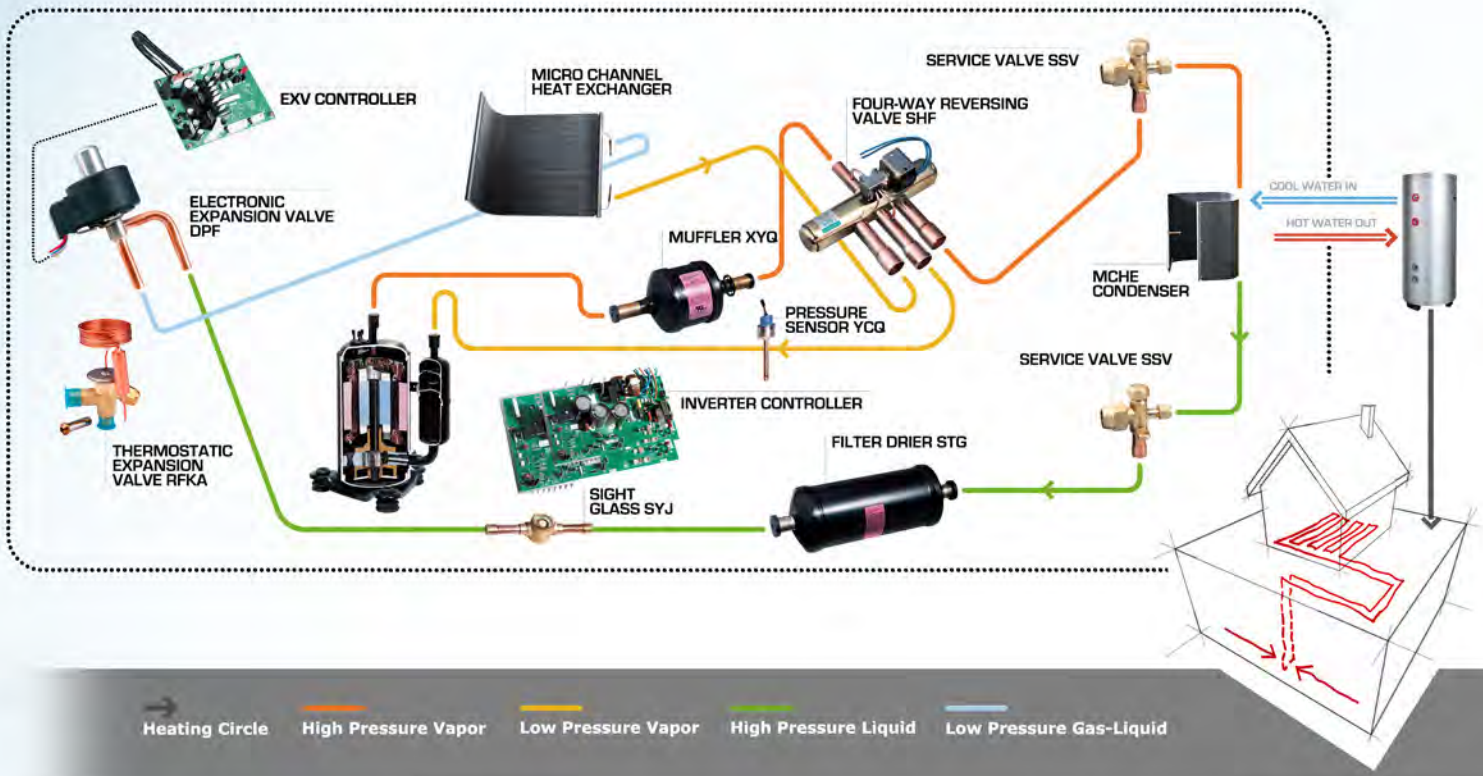 EXV CONTROLLER
MICRO CHANNEL
HEAT EXCHANGER
SERVICE VALVE SSV
FOUR-WAY REVERSING
VALVE SHF
ELECTRONIC
EXPANSION VALVE
DPF
COOL WATER IN
HOT WATER OUT
MUFFLER XYQ
MCHE
CONDENSER
PRESSURE
SENSOR YCQ
SERVICE VALVE SSV
INVERTER CONTROLLER
THERMOSTATIC
EXPANSION
VALVE RFKA
FILTER DRIER STG
SIGHT
GLASS SYJ
Heating Circle
High Pressure Vapor
Low Pressure Vapor
High Pressure Liquid
Low Pressure Gas-Liquid